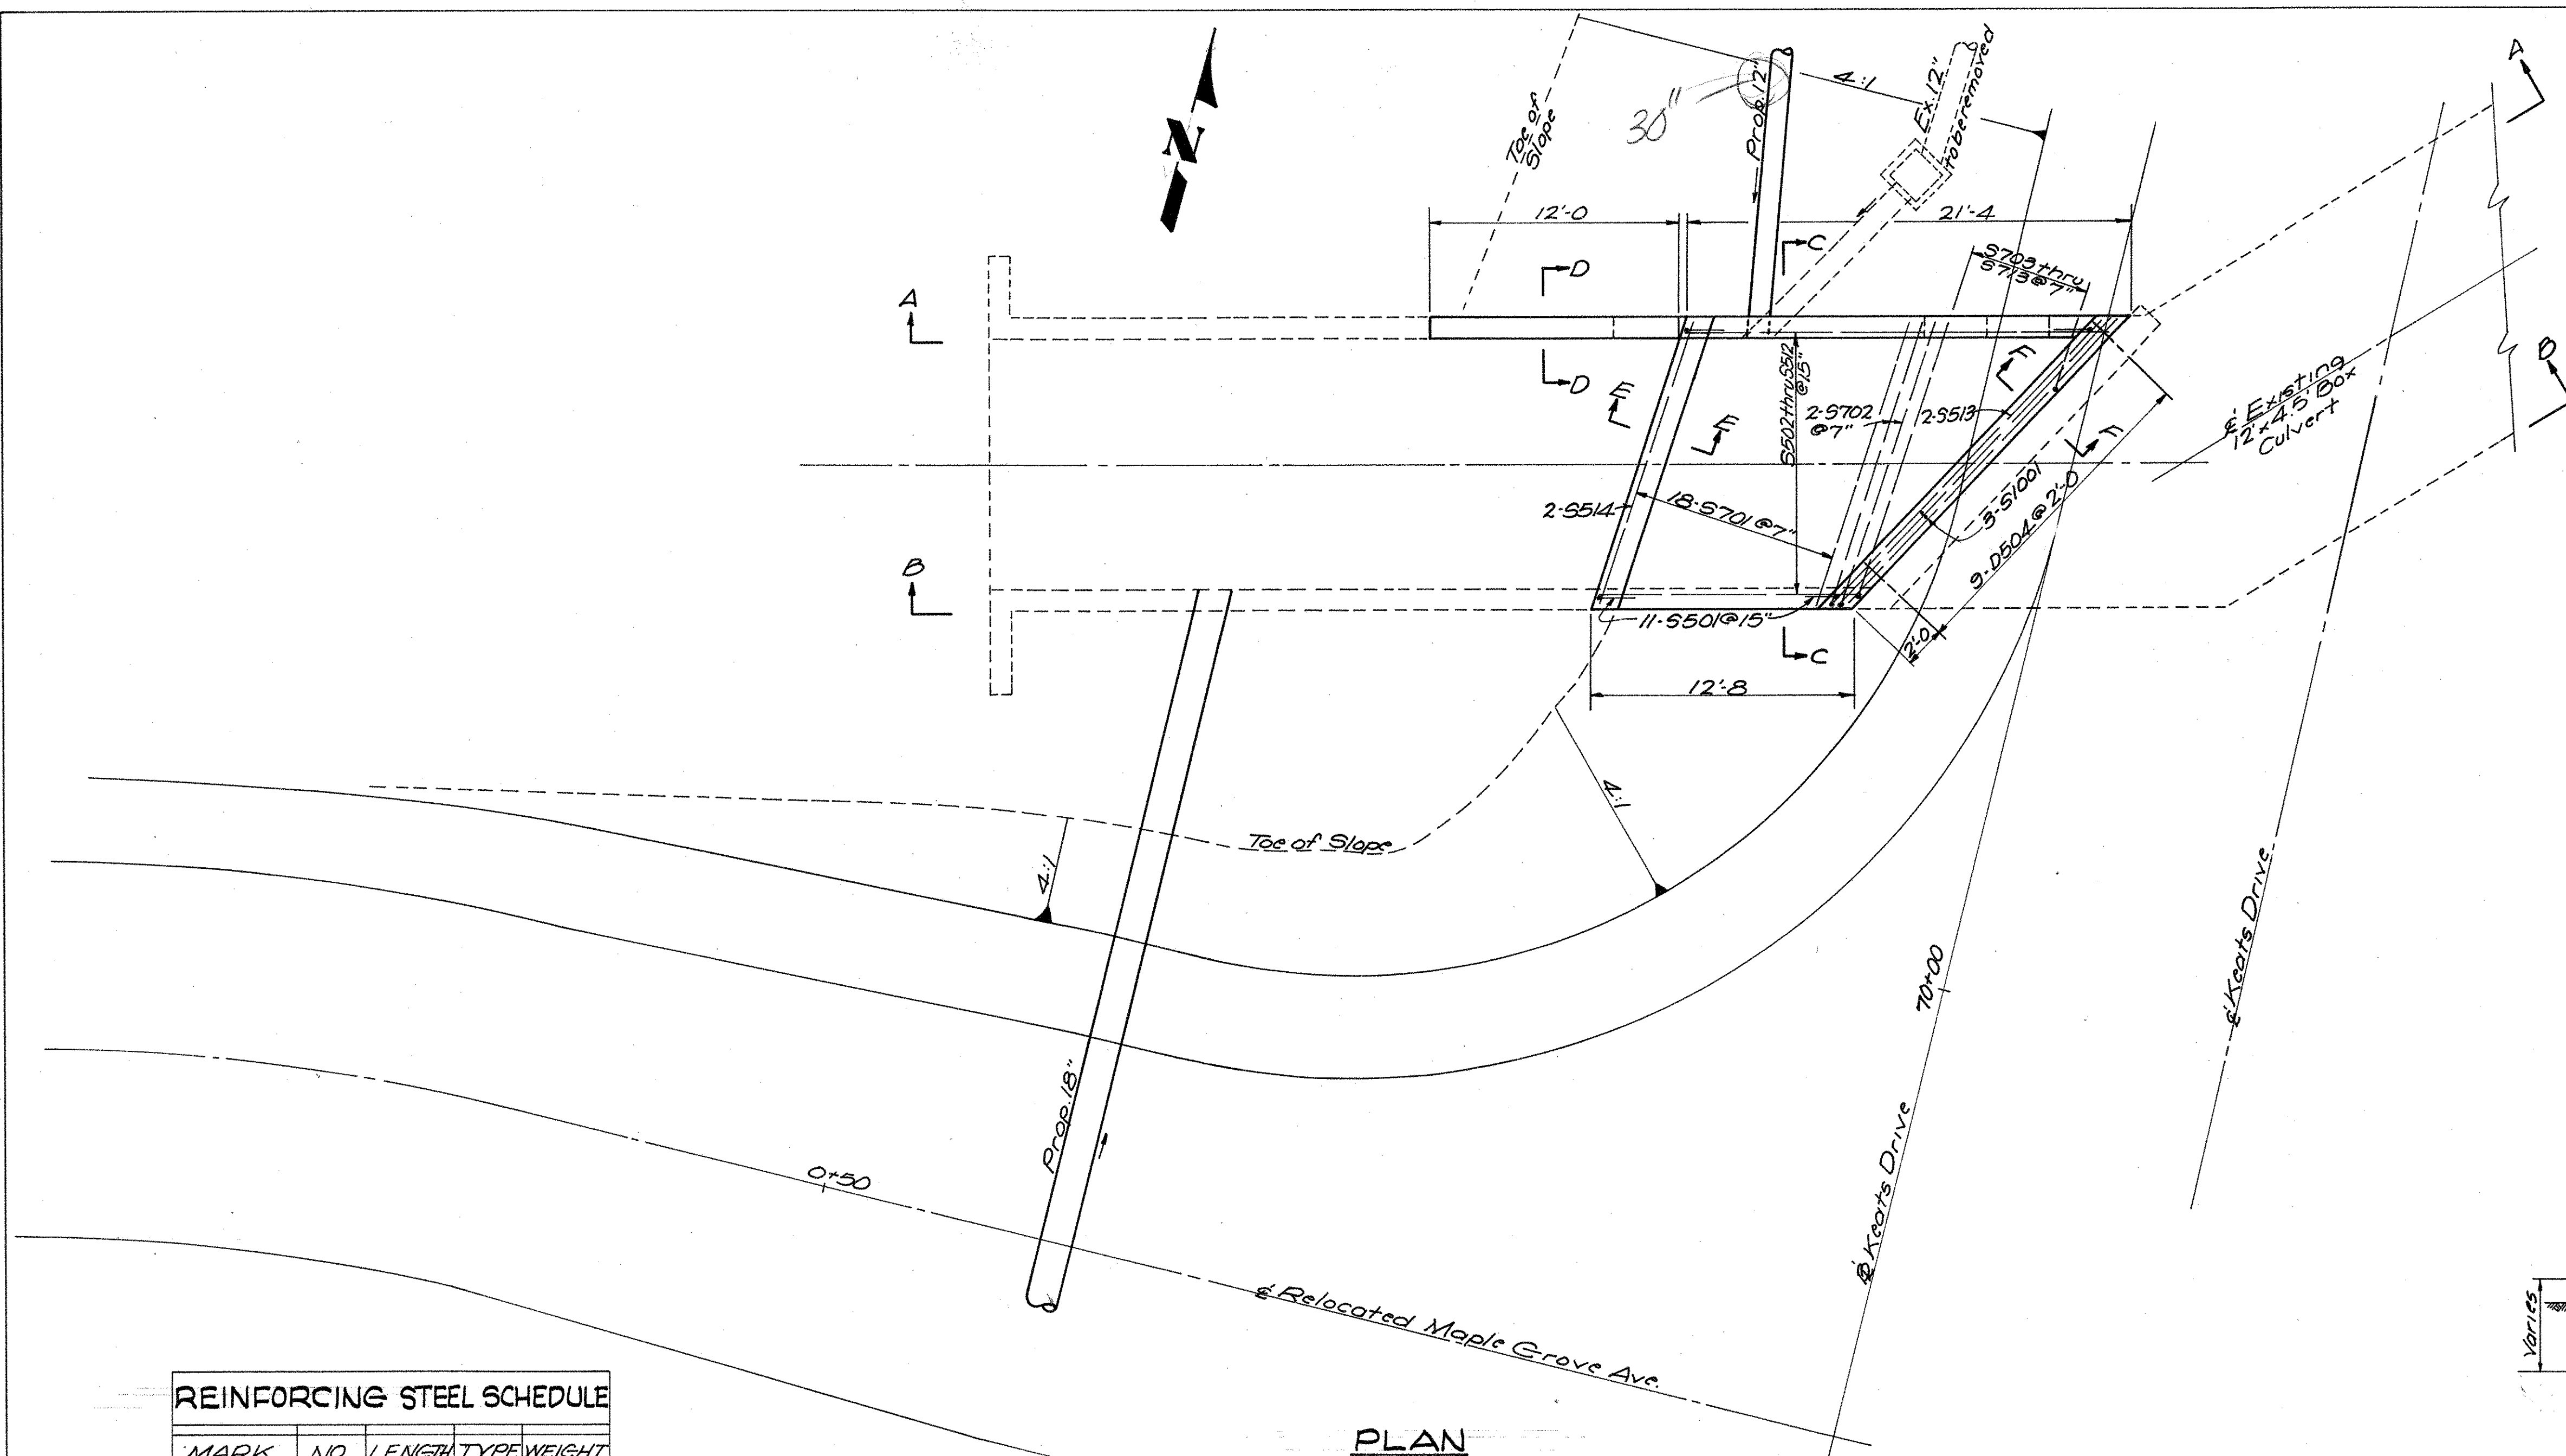 N
30"
Prop. 12"
4:1
Ex. 12"
to be removed
A
Toe of
Slope
12'-0
21'-4
C
D
S703 thru
S713 @ 7"
A
B
D
E
F
S502 thru S512
@ 15"
2-S702
@ 7"
2-S513
E
F
℄ Existing
12' x 4.5' Box
Culvert
2-S514
18-S701 @ 7"
3-S1001
9-D504 @ 2'-0
B
11-S501 @ 15"
2'-0
C
12'-8
4:1
Toe of Slope
4:1
℄ Keats Drive
70+00
Prop. 18"
0+50
Keats Drive
℄ Relocated Maple Grove Ave.
Varies
REINFORCING STEEL SCHEDULE
MARK NO. LENGTH TYPE WEIGHT
PLAN